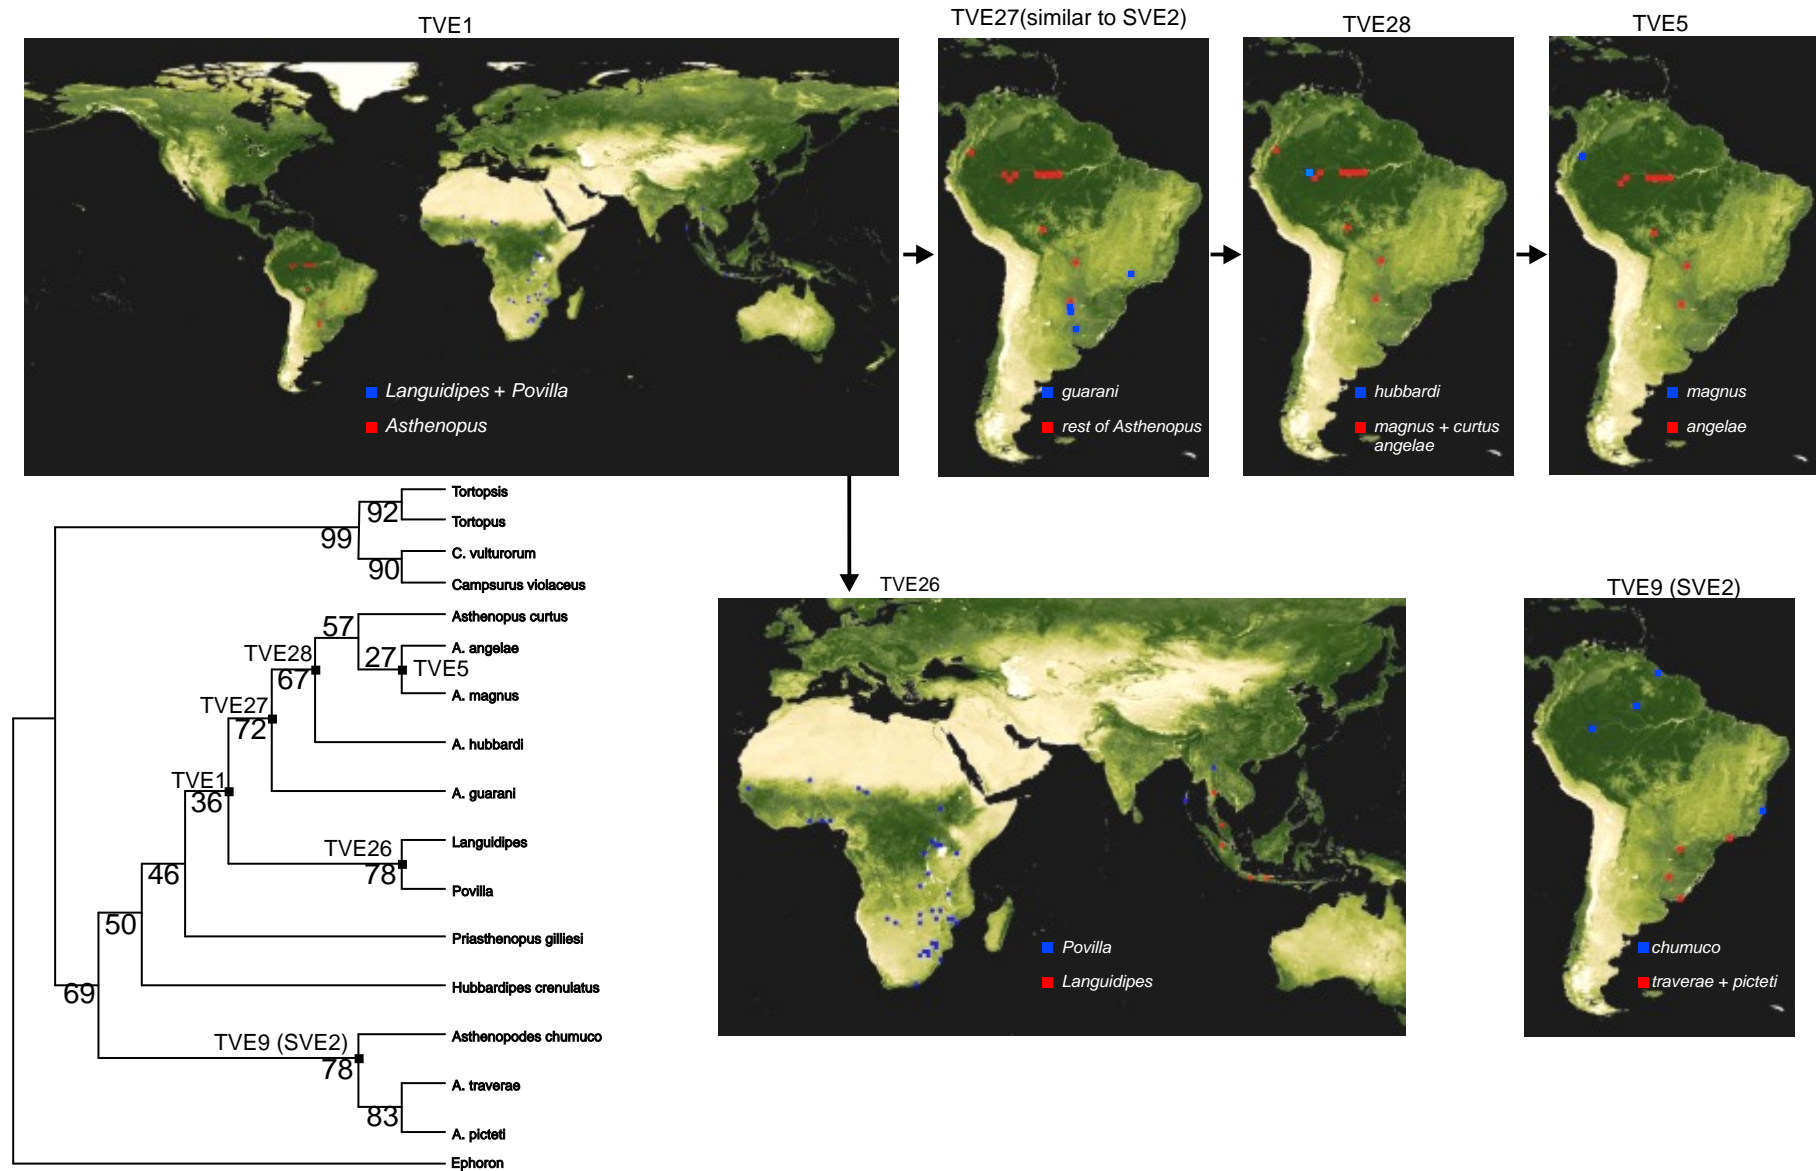 TVE1
TVE27(similar to SVE2)
TVE28
TVE5
Languidipes + Povilla
Asthenopus
guarani
rest of Asthenopus
hubbardi
magnus + curtus
angelae
magnus
angelae
Tortopsis
92
Tortopus
99
C. vulturorum
90
Campsurus violaceus
Asthenopus curtus
57
A. angelae
27
TVE5
TVE28
67
A. magnus
TVE27
72
A. hubbardi
TVE1
36
A. guarani
Languidipes
TVE26
78
Povilla
46
50
Priasthenopus gilliesi
69
Hubbardipes crenulatus
Asthenopodes chumuco
TVE9 (SVE2)
78
A. traverae
83
A. picteti
Ephoron
TVE26
Povilla
Languidipes
TVE9 (SVE2)
chumuco
traverae + picteti